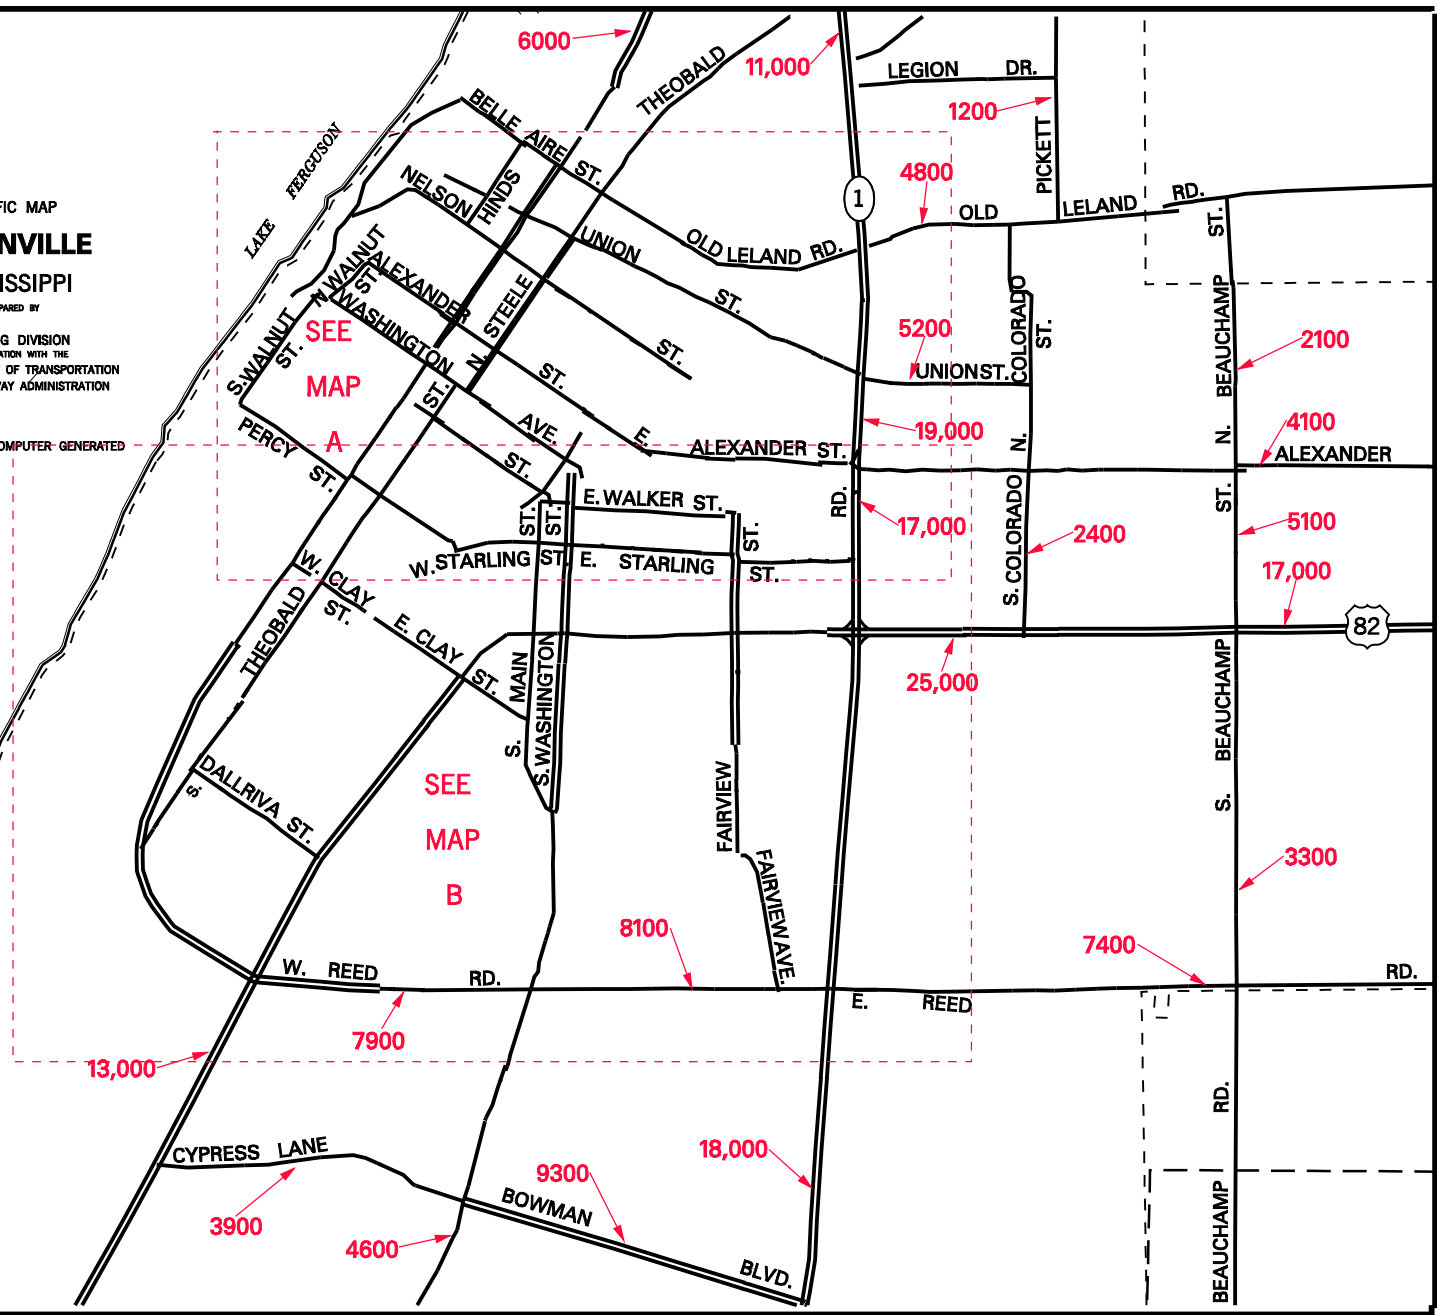 6000
11,000
THEOBALD
LEGION DR.
1200
PICKETT
BELLE AIRE ST.
LAKE FERGUSON
NELSON
HINDS
4800
1
OLD LELAND RD.
ST.
FIC MAP
NVILLE
ISSIPPI
PARED BY
G DIVISION
ATION WITH THE
OF TRANSPORTATION
WAY ADMINISTRATION
OMPUTER GENERATED
UNION ST.
OLD LELAND RD.
N. WALNUT ST.
ALEXANDER ST.
WASHINGTON AVE.
N. STEELE ST.
ST.
S. WALNUT ST.
SEE
MAP
A
5200
UNION ST.
N. COLORADO ST.
N. BEAUCHAMP ST.
2100
19,000
4100
ALEXANDER
E. ALEXANDER ST.
PERCY ST.
ST.
E. WALKER ST.
ST.
ST.
ST.
RD.
17,000
2400
S. COLORADO
5100
17,000
82
W. STARLING ST.
E. STARLING ST.
W. CLAY ST.
E. CLAY ST.
THEOBALD
S.
S. MAIN
S. WASHINGTON
25,000
S. BEAUCHAMP
DALLRIVA ST.
SEE
MAP
B
FAIRVIEW
FAIRVIEW AVE.
3300
8100
7400
W. REED RD.
E. REED RD.
7900
13,000
RD.
CYPRESS LANE
3900
9300
18,000
BOWMAN BLVD.
4600
BEAUCHAMP